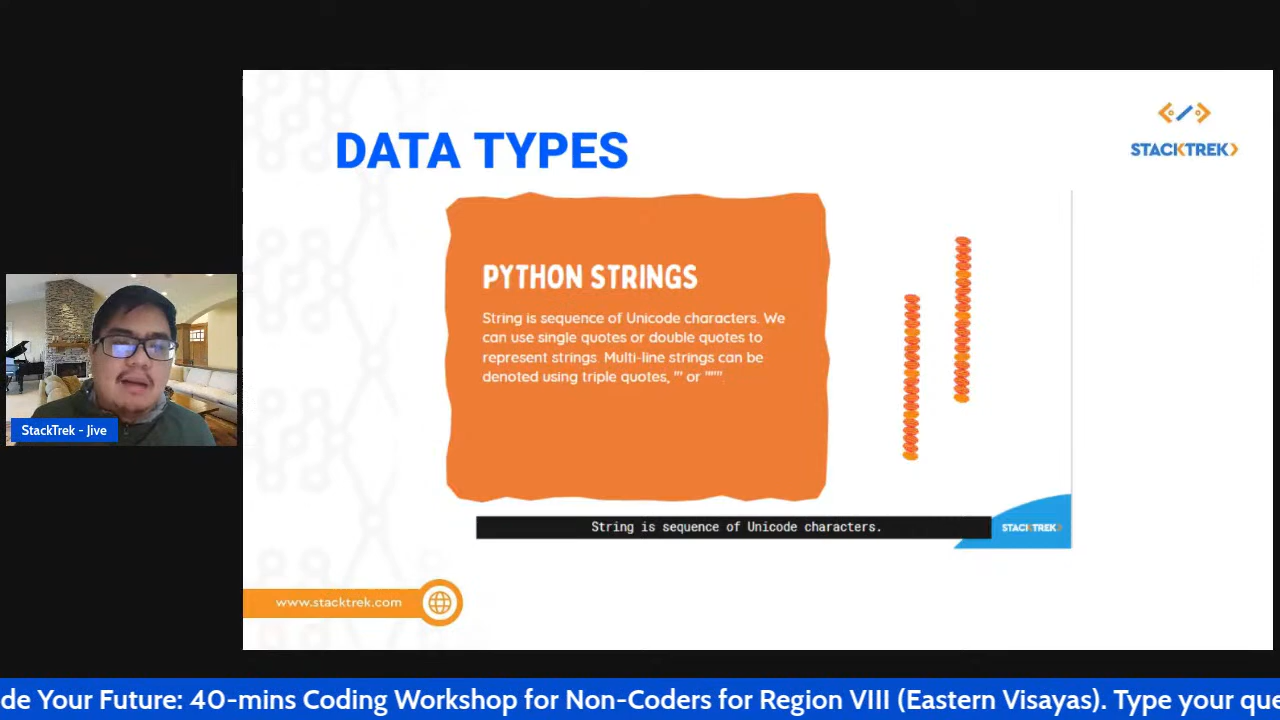 DATA TYPES
STACKTREK
PYTHON STRINGS
String is sequence of Unicode characters. We
can use single quotes or double quotes to
represent strings. Multi-line strings can be
denoted using triple quotes, ''' or """.
String is sequence of Unicode characters.
STACKTREK
StackTrek - Jive
www.stacktrek.com
de Your Future: 40-mins Coding Workshop for Non-Coders for Region VIII (Eastern Visayas). Type your que